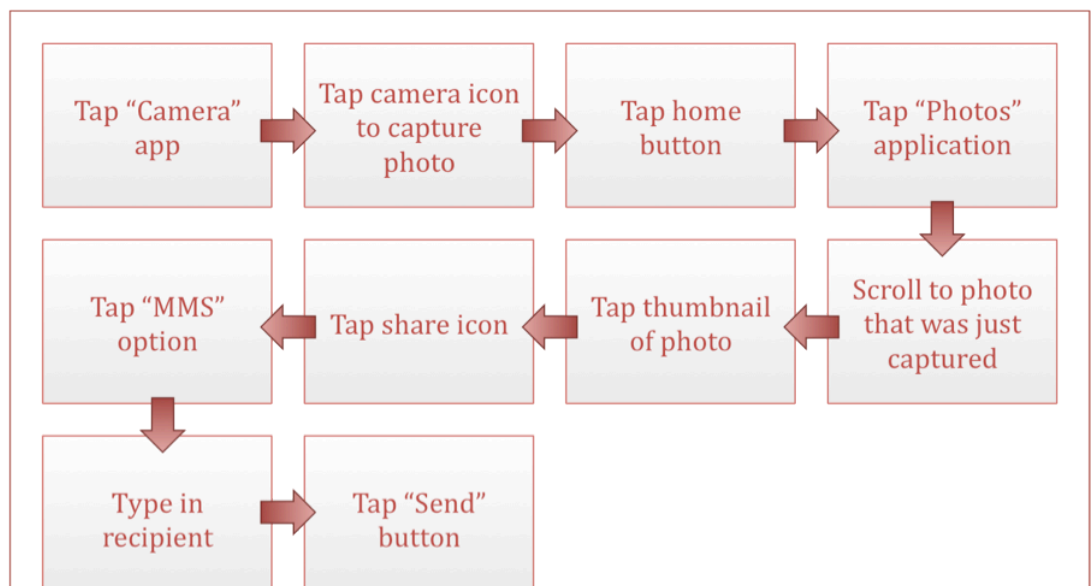 Tap “Camera”
app
Tap camera icon
to capture
photo
Tap home
button
Tap “Photos”
application
Scroll to photo
that was just
captured
Tap thumbnail
of photo
Tap share icon
Tap “MMS”
option
Type in
recipient
Tap “Send”
button